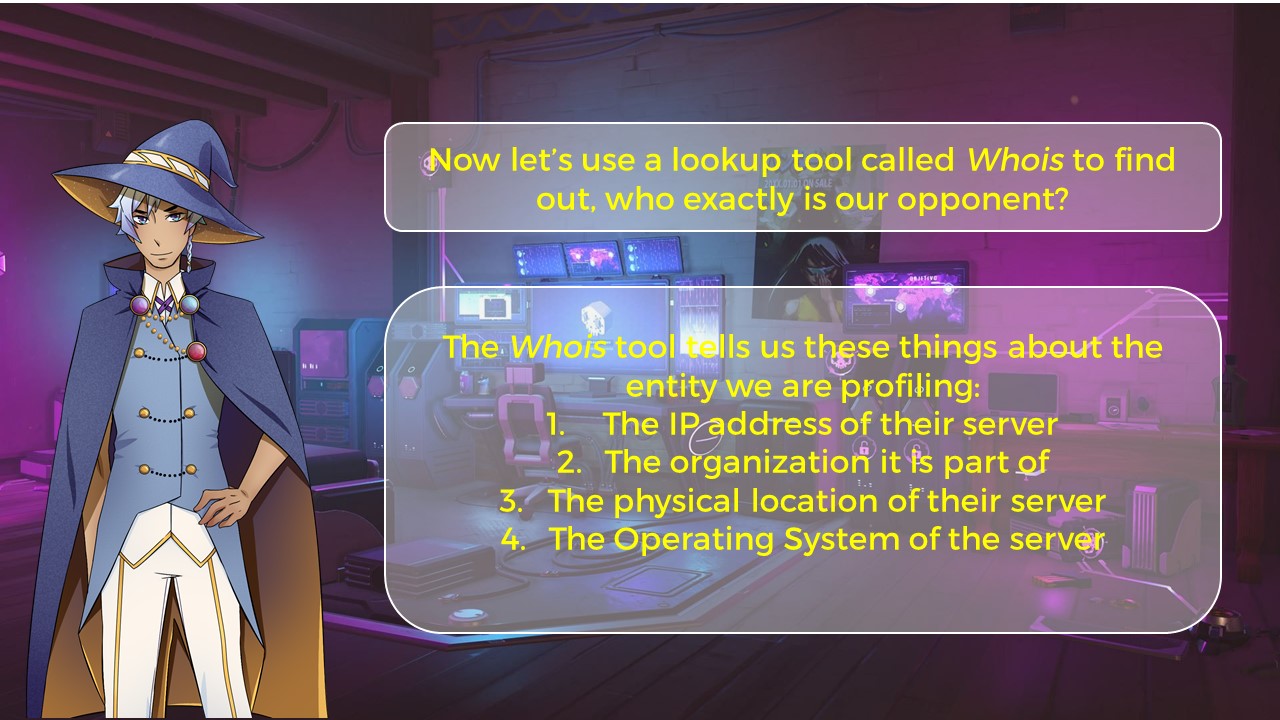 Now let’s use a lookup tool called Whois to find
out, who exactly is our opponent?
The Whois tool tells us these things about the
entity we are profiling:
1. The IP address of their server
2. The organization it is part of
3. The physical location of their server
4. The Operating System of the server